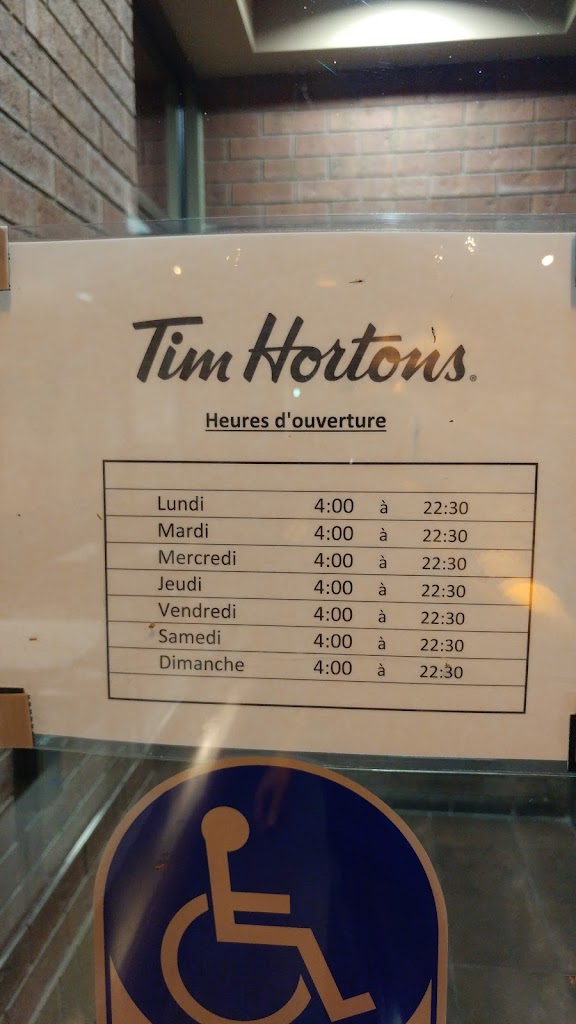 Tim Hortons®
Heures d'ouverture
Lundi 4:00 à 22:30
Mardi 4:00 à 22:30
Mercredi 4:00 à 22:30
Jeudi 4:00 à 22:30
Vendredi 4:00 à 22:30
Samedi 4:00 à 22:30
Dimanche 4:00 à 22:30